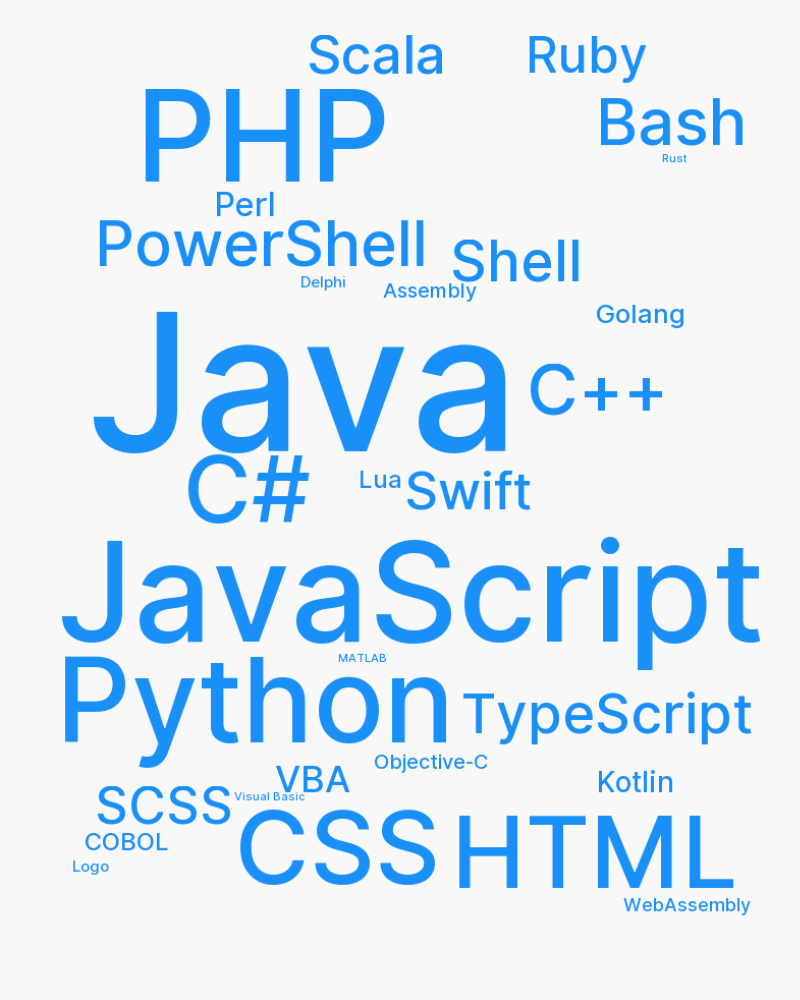 Scala
Ruby
PHP
Bash
Rust
Perl
PowerShell
Shell
Delphi
Assembly
Golang
Java
C++
C#
Lua
Swift
JavaScript
MATLAB
Python
TypeScript
Objective-C
VBA
Kotlin
SCSS
Visual Basic
COBOL
CSS
HTML
Logo
WebAssembly